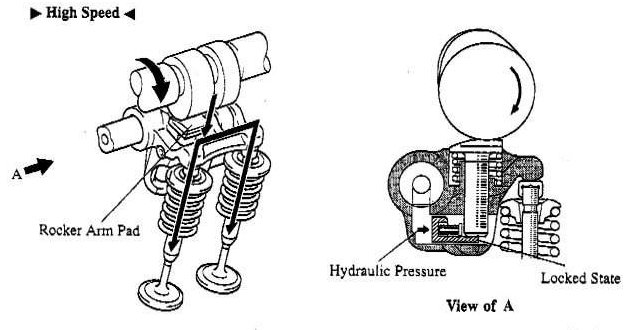 ▶ High Speed ◀
A
Rocker Arm Pad
Hydraulic Pressure
Locked State
View of A